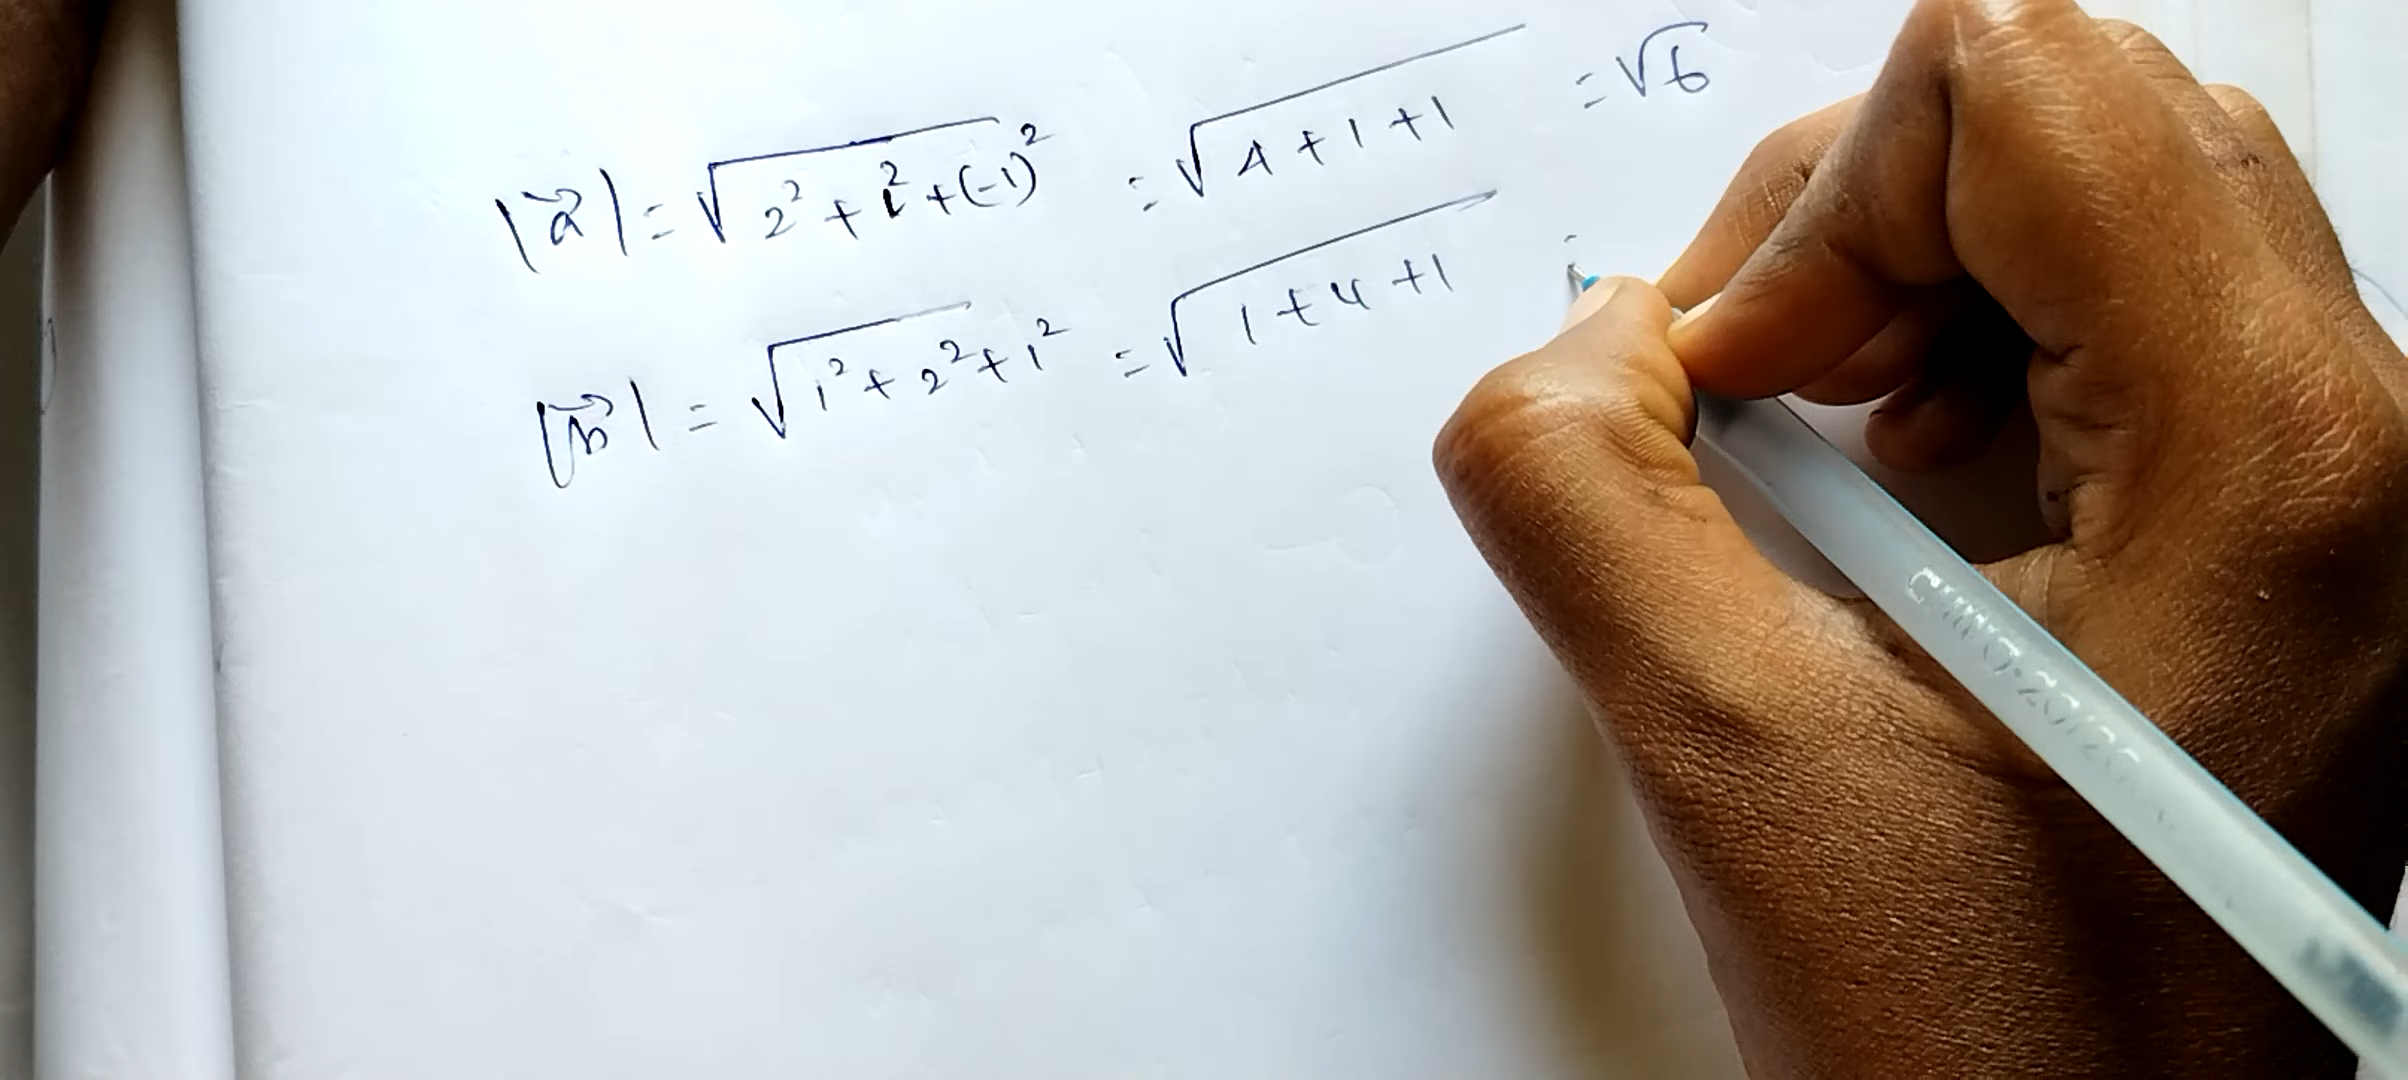 |a⃗| = √(2² + 1² + (-1)²) = √(4 + 1 + 1) = √6
|b⃗| = √(1² + 2² + 1²) = √(1 + 4 + 1) =